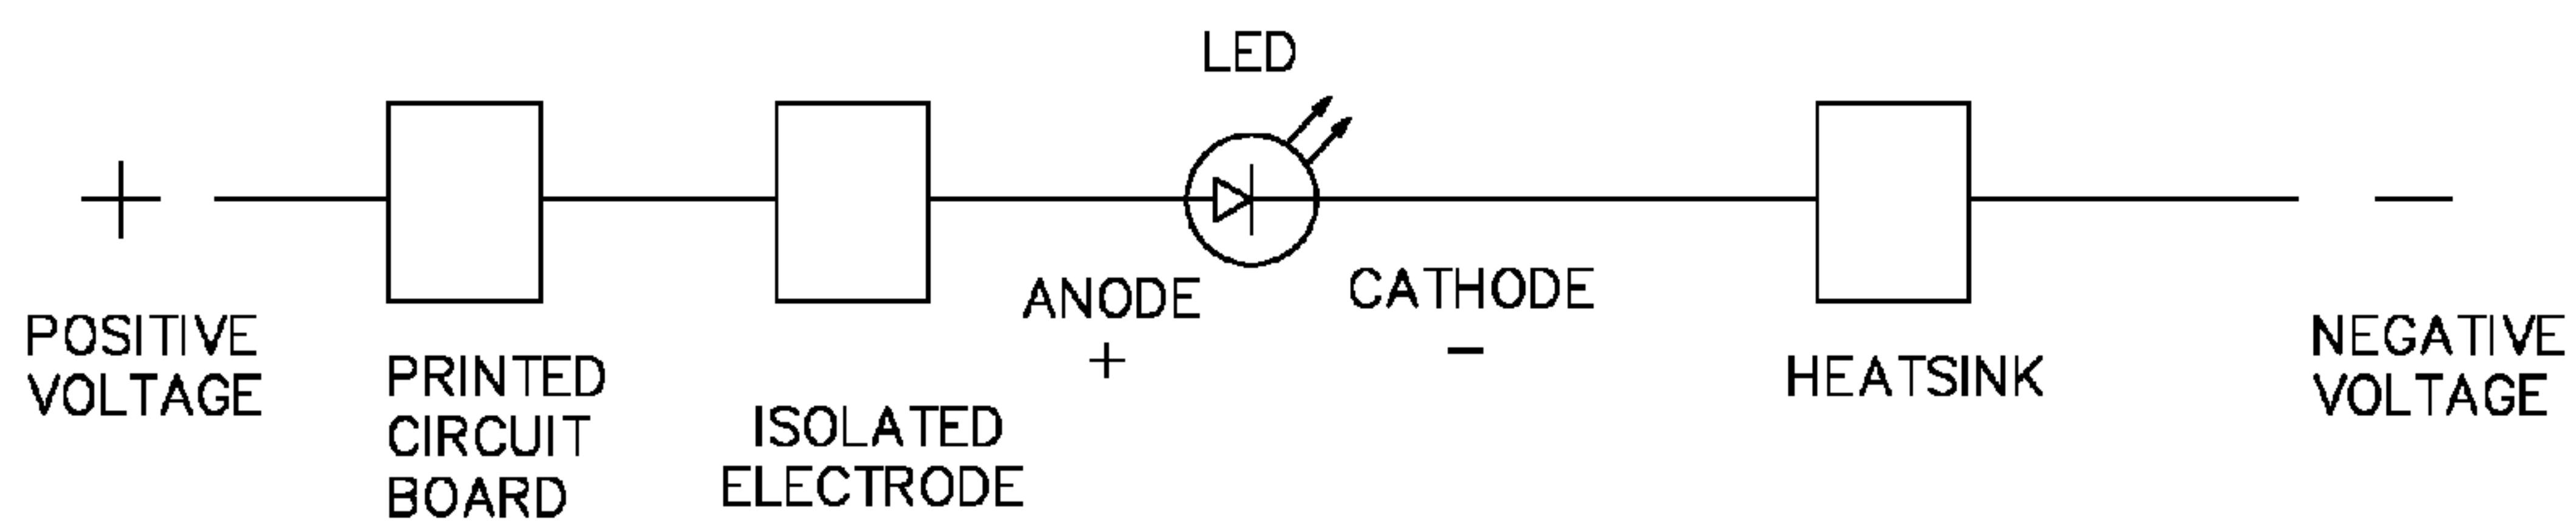 LED
+
−
ANODE
+
CATHODE
−
POSITIVE
VOLTAGE
PRINTED
CIRCUIT
BOARD
ISOLATED
ELECTRODE
HEATSINK
NEGATIVE
VOLTAGE